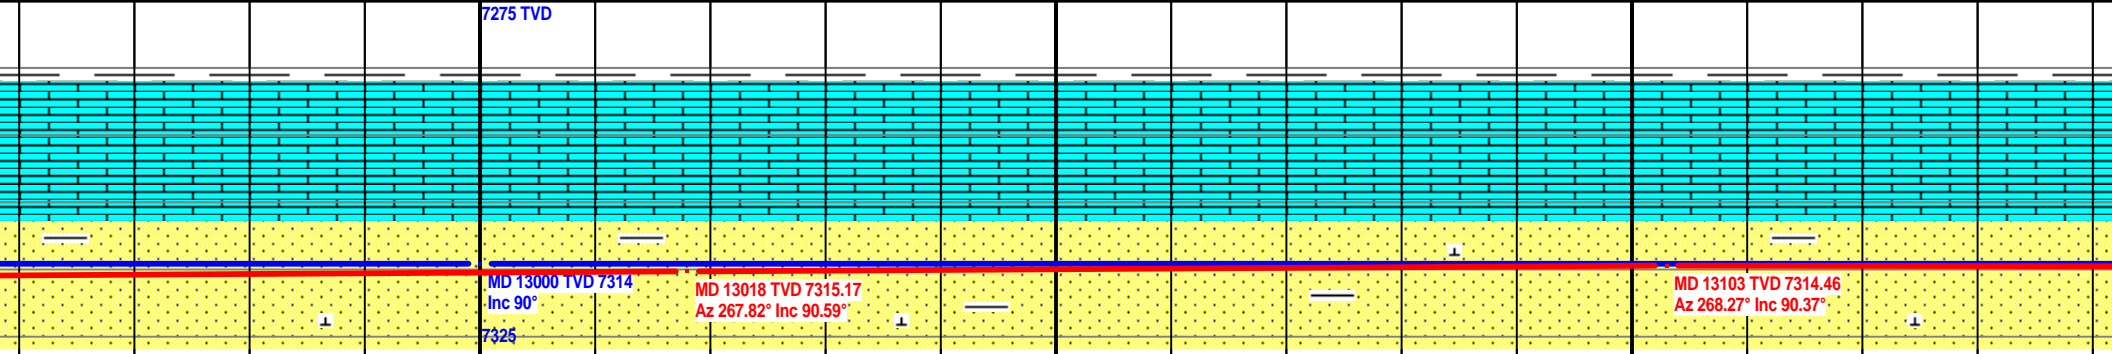 7275 TVD
MD 13000 TVD 7314
Inc 90°
MD 13018 TVD 7315.17
Az 267.82° Inc 90.59°
MD 13103 TVD 7314.46
Az 268.27° Inc 90.37°
7325